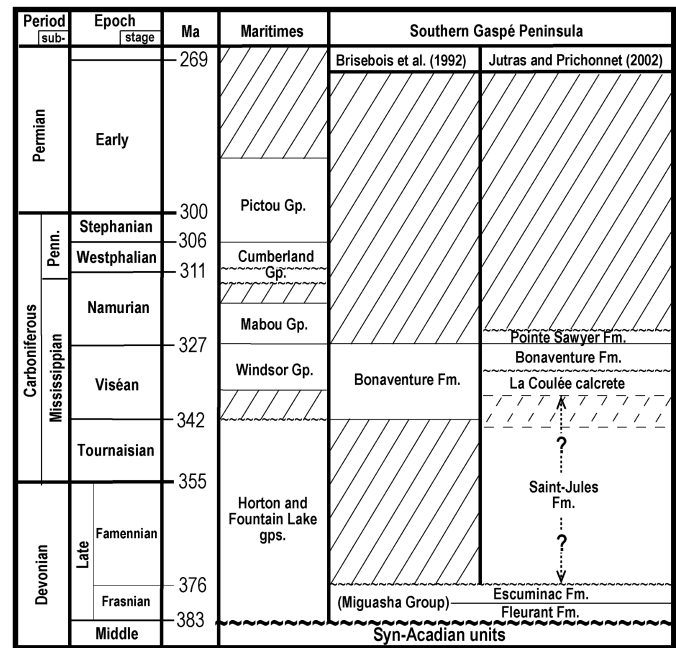 Period
sub-
Epoch
stage
Ma
Maritimes
Southern Gaspé Peninsula
Brisebois et al. (1992)
Jutras and Prichonnet (2002)
269
Permian
Early
Pictou Gp.
300
Carboniferous
Penn.
Stephanian
306
Westphalian
Cumberland
Gp.
311
Mississippian
Namurian
Mabou Gp.
Pointe Sawyer Fm.
327
Viséan
Windsor Gp.
Bonaventure Fm.
Bonaventure Fm.
La Coulée calcrete
342
Tournaisian
?
355
Devonian
Late
Famennian
Horton and
Fountain Lake
gps.
Saint-Jules
Fm.
?
376
Frasnian
(Miguasha Group)
Escuminac Fm.
Fleurant Fm.
383
Middle
Syn-Acadian units